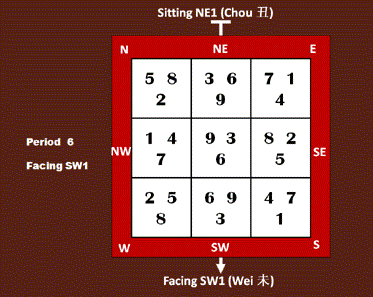 Sitting NE1 (Chou 丑)
N NE E
5 8 3 6 7 1
2 9 4
Period 6
1 4 9 3 8 2
NW 7 6 5 SE
Facing SW1
2 5 6 9 4 7
8 3 1
W SW S
Facing SW1 (Wei 未)